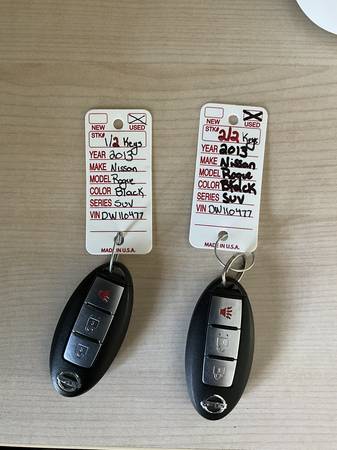 NEW
USED
STK# 1/2 Keys
YEAR 2013
MAKE Nissan
MODEL Rogue
COLOR Black
SERIES SUV
VIN DW110477
MADE IN U.S.A.
NEW
USED
STK# 2/2 Keys
YEAR 2013
MAKE Nissan
MODEL Rogue
COLOR Black
SERIES SUV
VIN DW110477
MADE IN U.S.A.